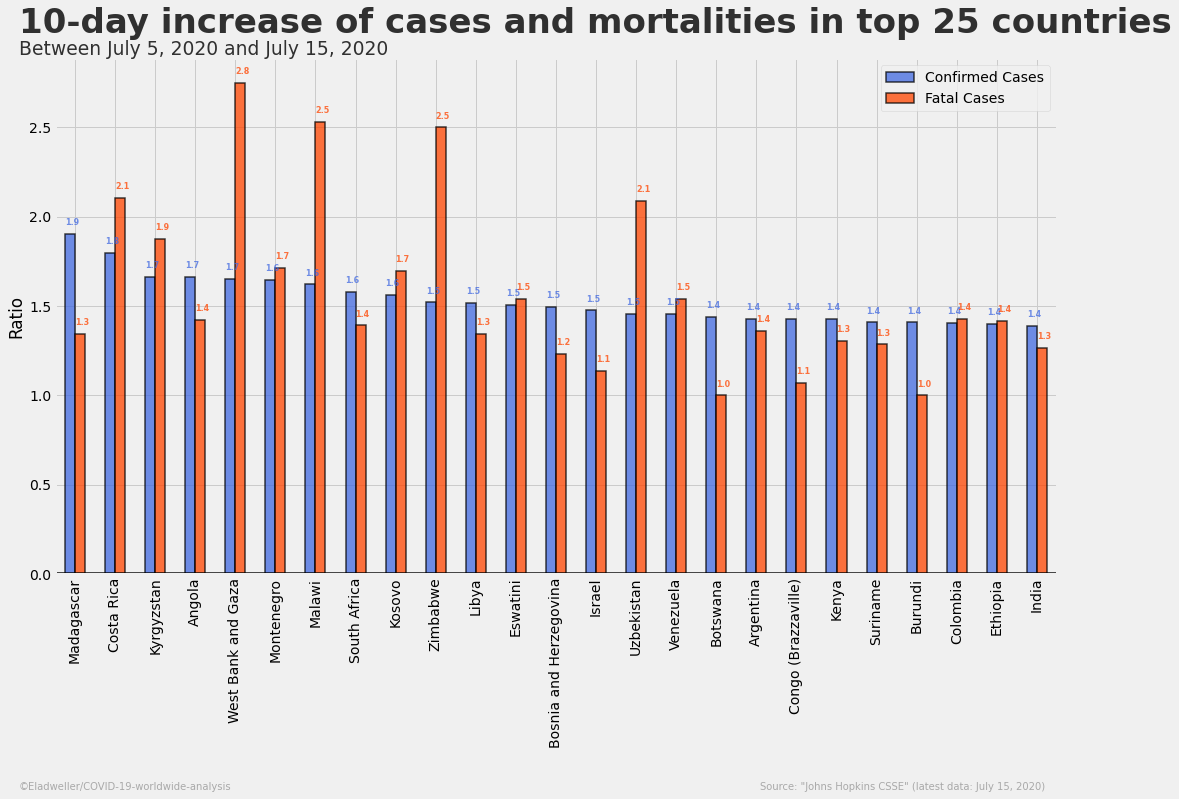 10-day increase of cases and mortalities in top 25 countries
Between July 5, 2020 and July 15, 2020
Confirmed Cases
Fatal Cases
Ratio
2.5
2.0
1.5
1.0
0.5
0.0
1.9
1.3
2.1
1.9
1.7
1.4
2.8
1.7
2.5
1.6
1.4
1.7
2.5
1.5
1.3
1.5
1.5
1.5
1.2
1.5
1.1
2.1
1.5
1.4
1.0
1.4
1.4
1.4
1.1
1.4
1.3
1.4
1.3
1.4
1.0
1.4
1.4
1.4
1.4
1.4
1.3
Madagascar
Costa Rica
Kyrgyzstan
Angola
West Bank and Gaza
Montenegro
Malawi
South Africa
Kosovo
Zimbabwe
Libya
Eswatini
Bosnia and Herzegovina
Israel
Uzbekistan
Venezuela
Botswana
Argentina
Congo (Brazzaville)
Kenya
Suriname
Burundi
Colombia
Ethiopia
India
©Eladweller/COVID-19-worldwide-analysis
Source: "Johns Hopkins CSSE" (latest data: July 15, 2020)